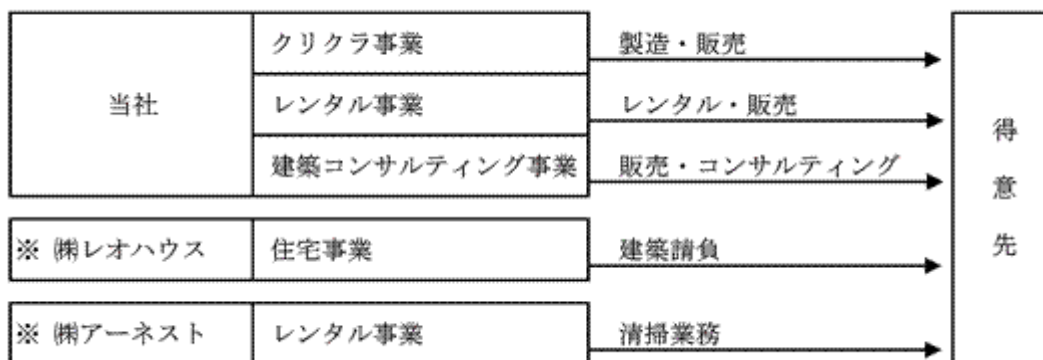 クリクラ事業 製造・販売
当社 レンタル事業 レンタル・販売
建築コンサルティング事業 販売・コンサルティング
※ ㈱レオハウス 住宅事業 建築請負
※ ㈱アーネスト レンタル事業 清掃業務
得意先